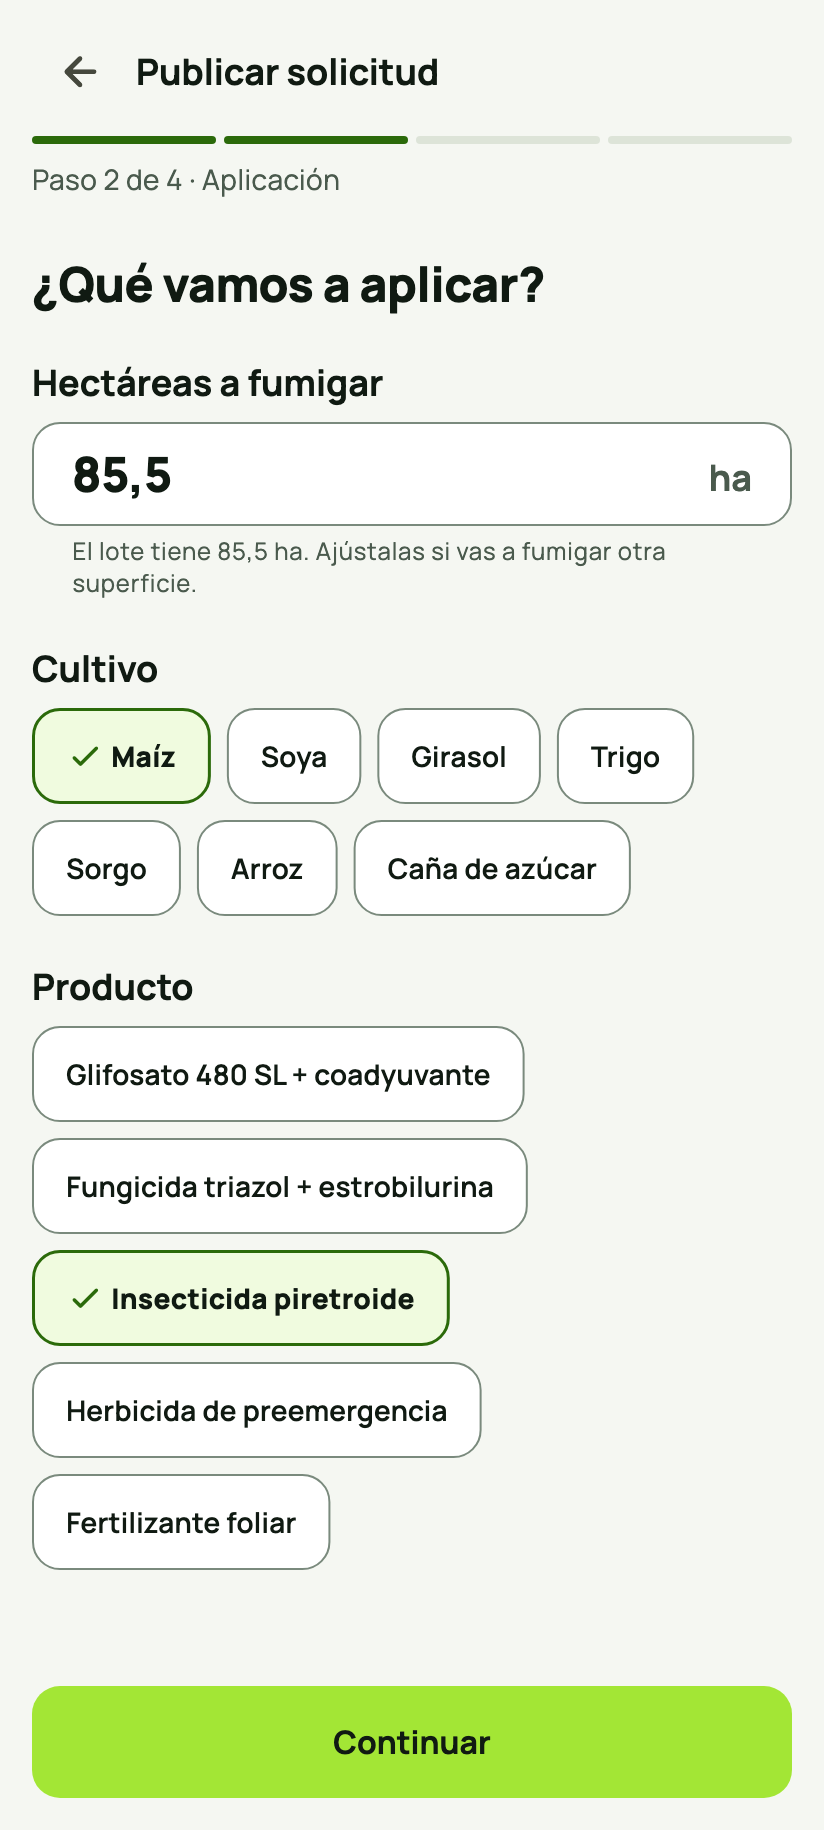 Publicar solicitud
Paso 2 de 4 · Aplicación
¿Qué vamos a aplicar?
Hectáreas a fumigar
85,5 ha
El lote tiene 85,5 ha. Ajústalas si vas a fumigar otra
superficie.
Cultivo
Maíz Soya Girasol Trigo
Sorgo Arroz Caña de azúcar
Producto
Glifosato 480 SL + coadyuvante
Fungicida triazol + estrobilurina
Insecticida piretroide
Herbicida de preemergencia
Fertilizante foliar
Continuar